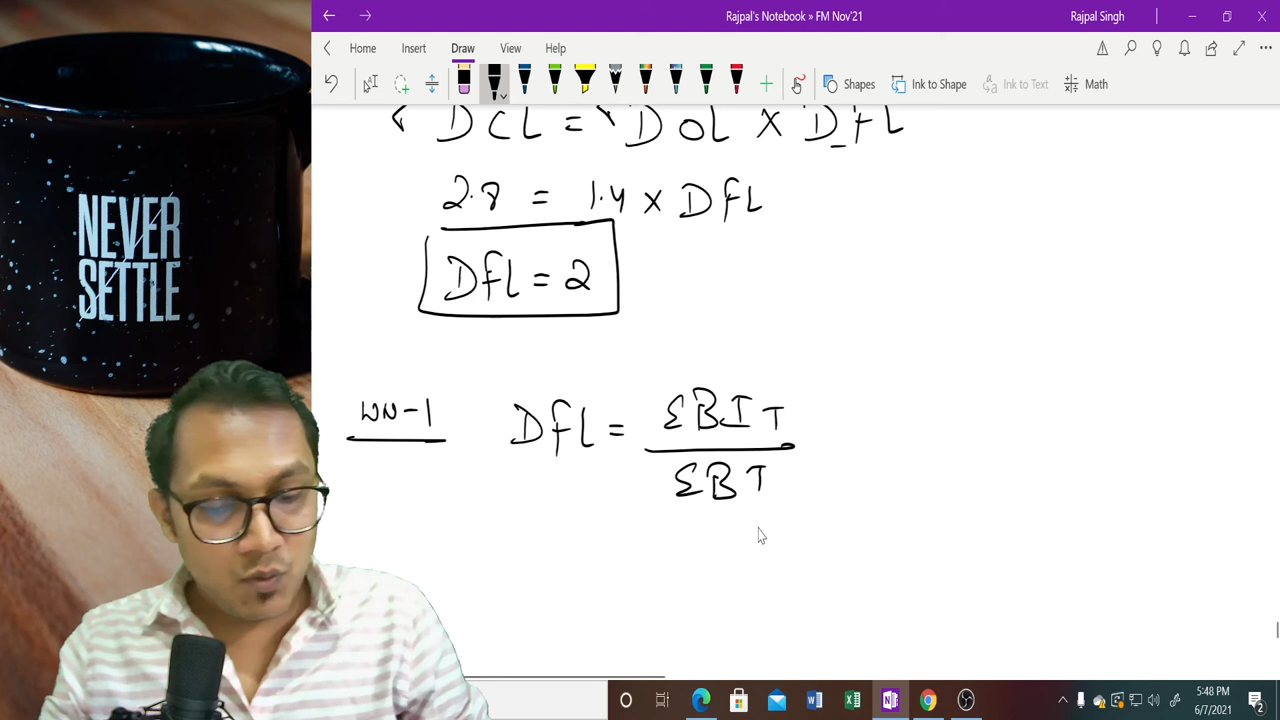 Rajpal's Notebook » FM Nov'21
Rajpal Singh
Home Insert Draw View Help
Shapes
Ink to Shape
Ink to Text
Math
DCL = DOL X DFL
2.8 = 1.4 x DFL
DFL = 2
WN-1
DFL = EBIT
EBT
NEVER
SETTLE
5:48 PM
6/7/2021
2